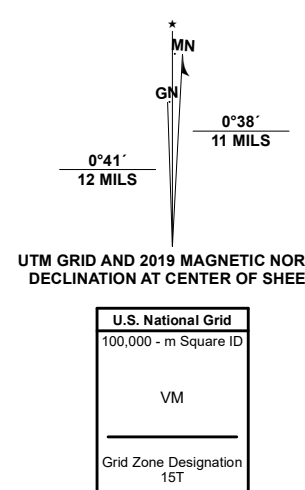 MN
GN
0°38´
11 MILS
0°41´
12 MILS
UTM GRID AND 2019 MAGNETIC NOR
DECLINATION AT CENTER OF SHEE
U.S. National Grid
100,000 - m Square ID
VM
Grid Zone Designation
15T